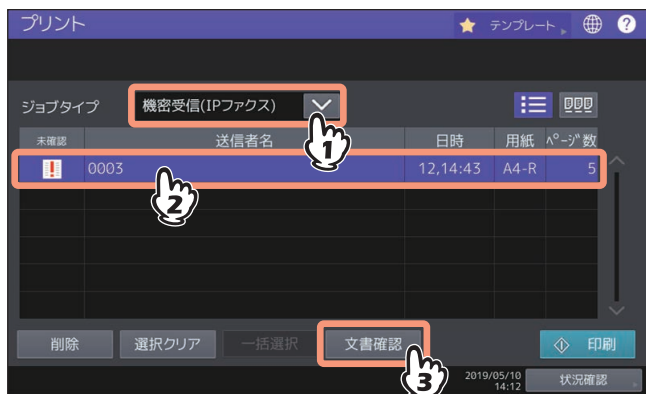 プリント テンプレート ?
ジョブタイプ 機密受信(IPファクス)
1
未確認 送信者名 日時 用紙 ﾍﾟｰｼﾞ数
0003 12,14:43 A4-R 5
2
削除 選択クリア 一括選択 文書確認 印刷
3
2019/05/10
14:12 状況確認